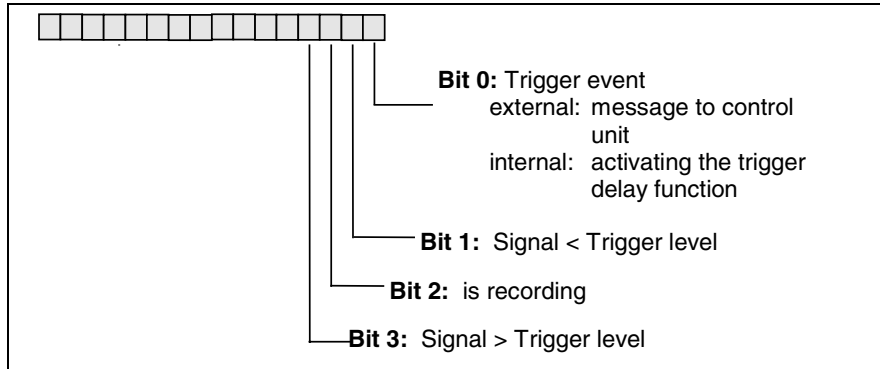 Bit 0: Trigger event
external: message to control
unit
internal: activating the trigger
delay function
Bit 1: Signal < Trigger level
Bit 2: is recording
Bit 3: Signal > Trigger level